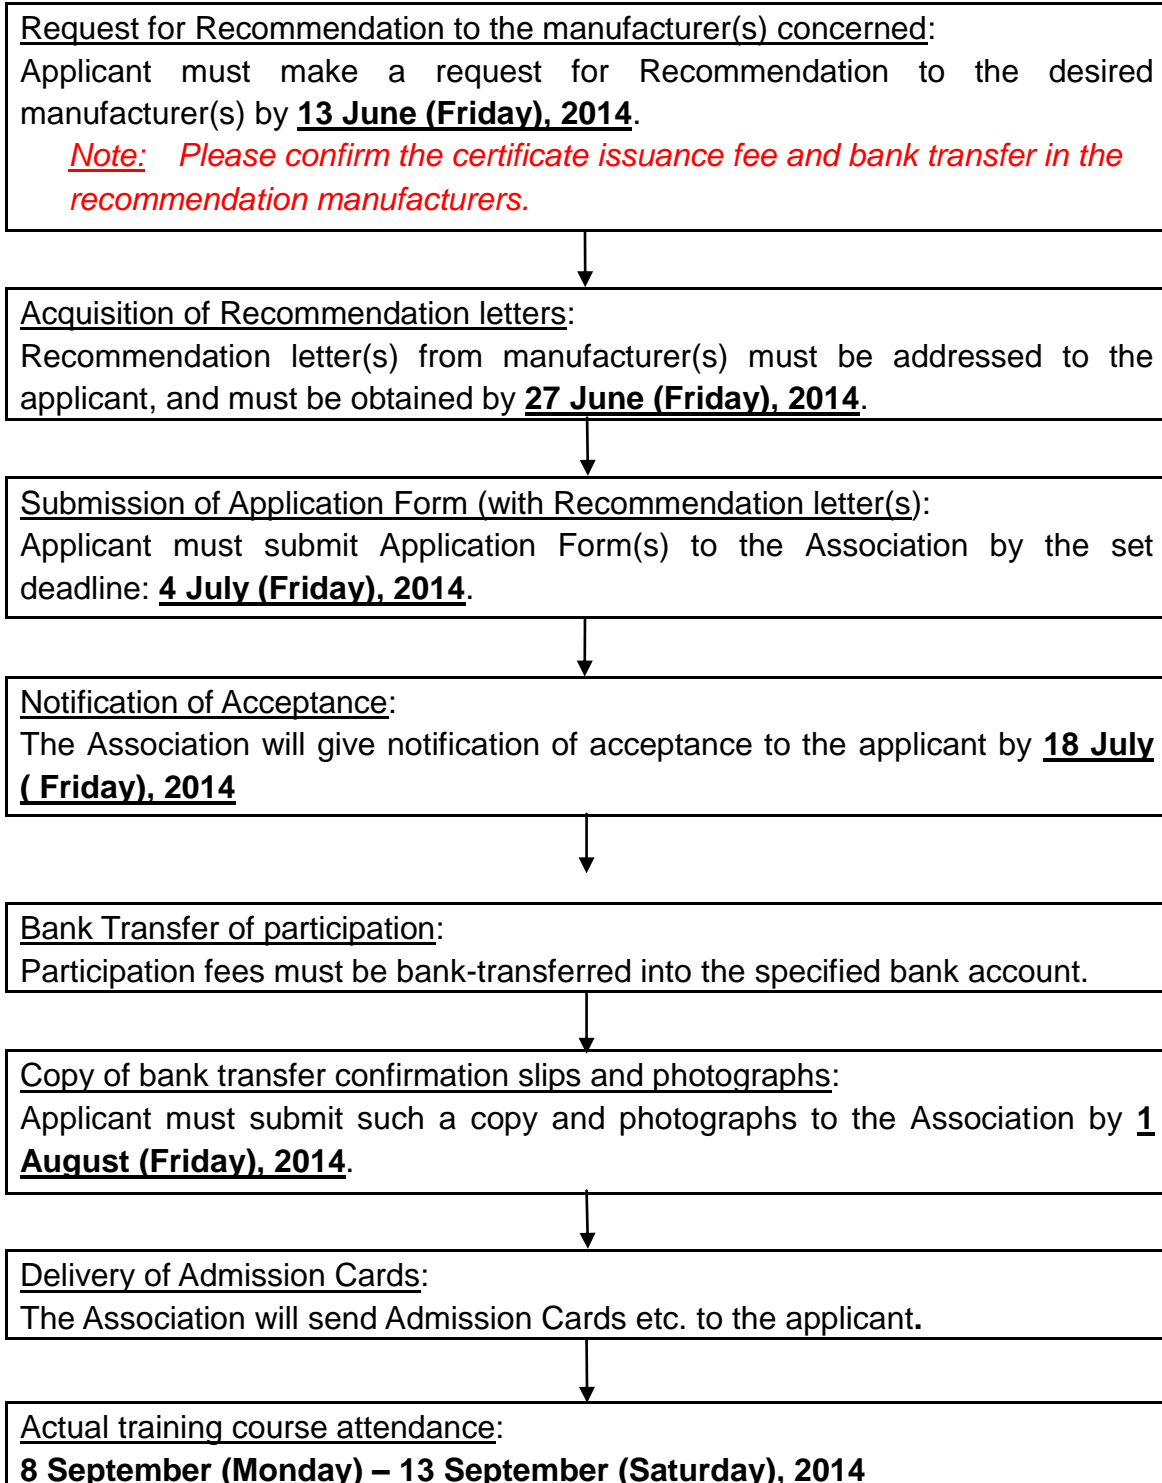 Request for Recommendation to the manufacturer(s) concerned:
Applicant must make a request for Recommendation to the desired
manufacturer(s) by 13 June (Friday), 2014.
Note: Please confirm the certificate issuance fee and bank transfer in the
recommendation manufacturers.
Acquisition of Recommendation letters:
Recommendation letter(s) from manufacturer(s) must be addressed to the
applicant, and must be obtained by 27 June (Friday), 2014.
Submission of Application Form (with Recommendation letter(s):
Applicant must submit Application Form(s) to the Association by the set
deadline: 4 July (Friday), 2014.
Notification of Acceptance:
The Association will give notification of acceptance to the applicant by 18 July
( Friday), 2014
Bank Transfer of participation:
Participation fees must be bank-transferred into the specified bank account.
Copy of bank transfer confirmation slips and photographs:
Applicant must submit such a copy and photographs to the Association by 1
August (Friday), 2014.
Delivery of Admission Cards:
The Association will send Admission Cards etc. to the applicant.
Actual training course attendance:
8 September (Monday) – 13 September (Saturday), 2014